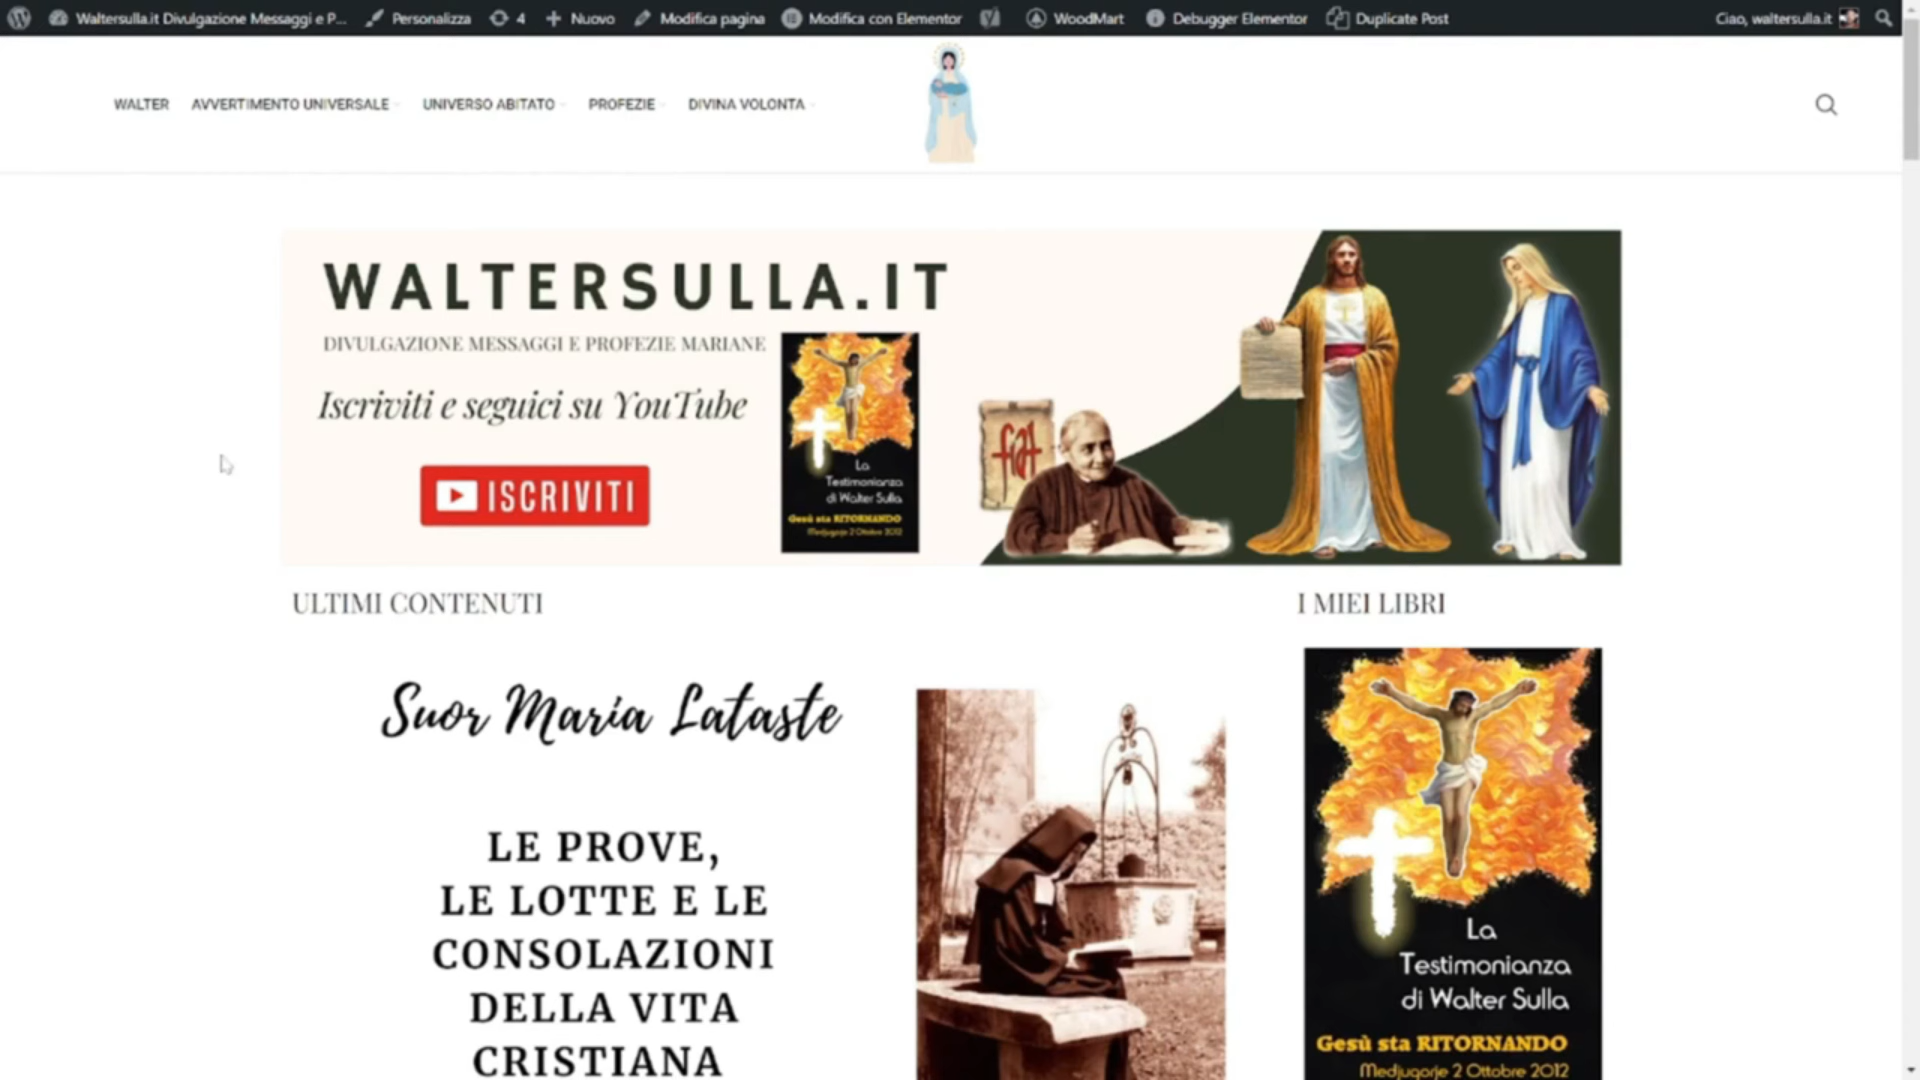 Waltersulla.it Divulgazione Messaggi e P... Personalizza 4 Nuovo Modifica pagina Modifica con Elementor WoodMart Debugger Elementor Duplicate Post Ciao, waltersulla.it
WALTER AVVERTIMENTO UNIVERSALE UNIVERSO ABITATO PROFEZIE DIVINA VOLONTA
WALTERSULLA.IT
DIVULGAZIONE MESSAGGI E PROFEZIE MARIANE
Iscriviti e seguici su YouTube
ISCRIVITI
La
Testimonianza
di Walter Sulla
Gesù sta RITORNANDO
Medjugorje 2 Ottobre 2012
fiat
ULTIMI CONTENUTI
I MIEI LIBRI
Suor Maria Lataste
LE PROVE,
LE LOTTE E LE
CONSOLAZIONI
DELLA VITA
CRISTIANA
La
Testimonianza
di Walter Sulla
Gesù sta RITORNANDO
Medjugorje 2 Ottobre 2012